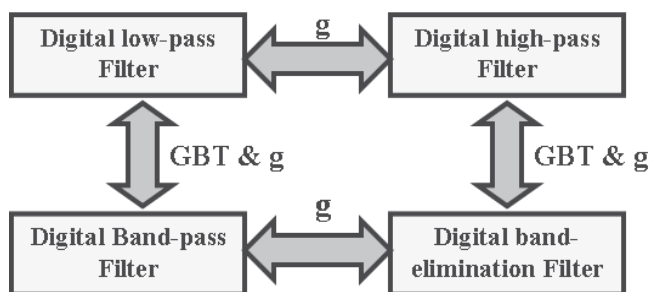 Digital low-pass
Filter
g
Digital high-pass
Filter
GBT & g
GBT & g
Digital Band-pass
Filter
g
Digital band-
elimination Filter